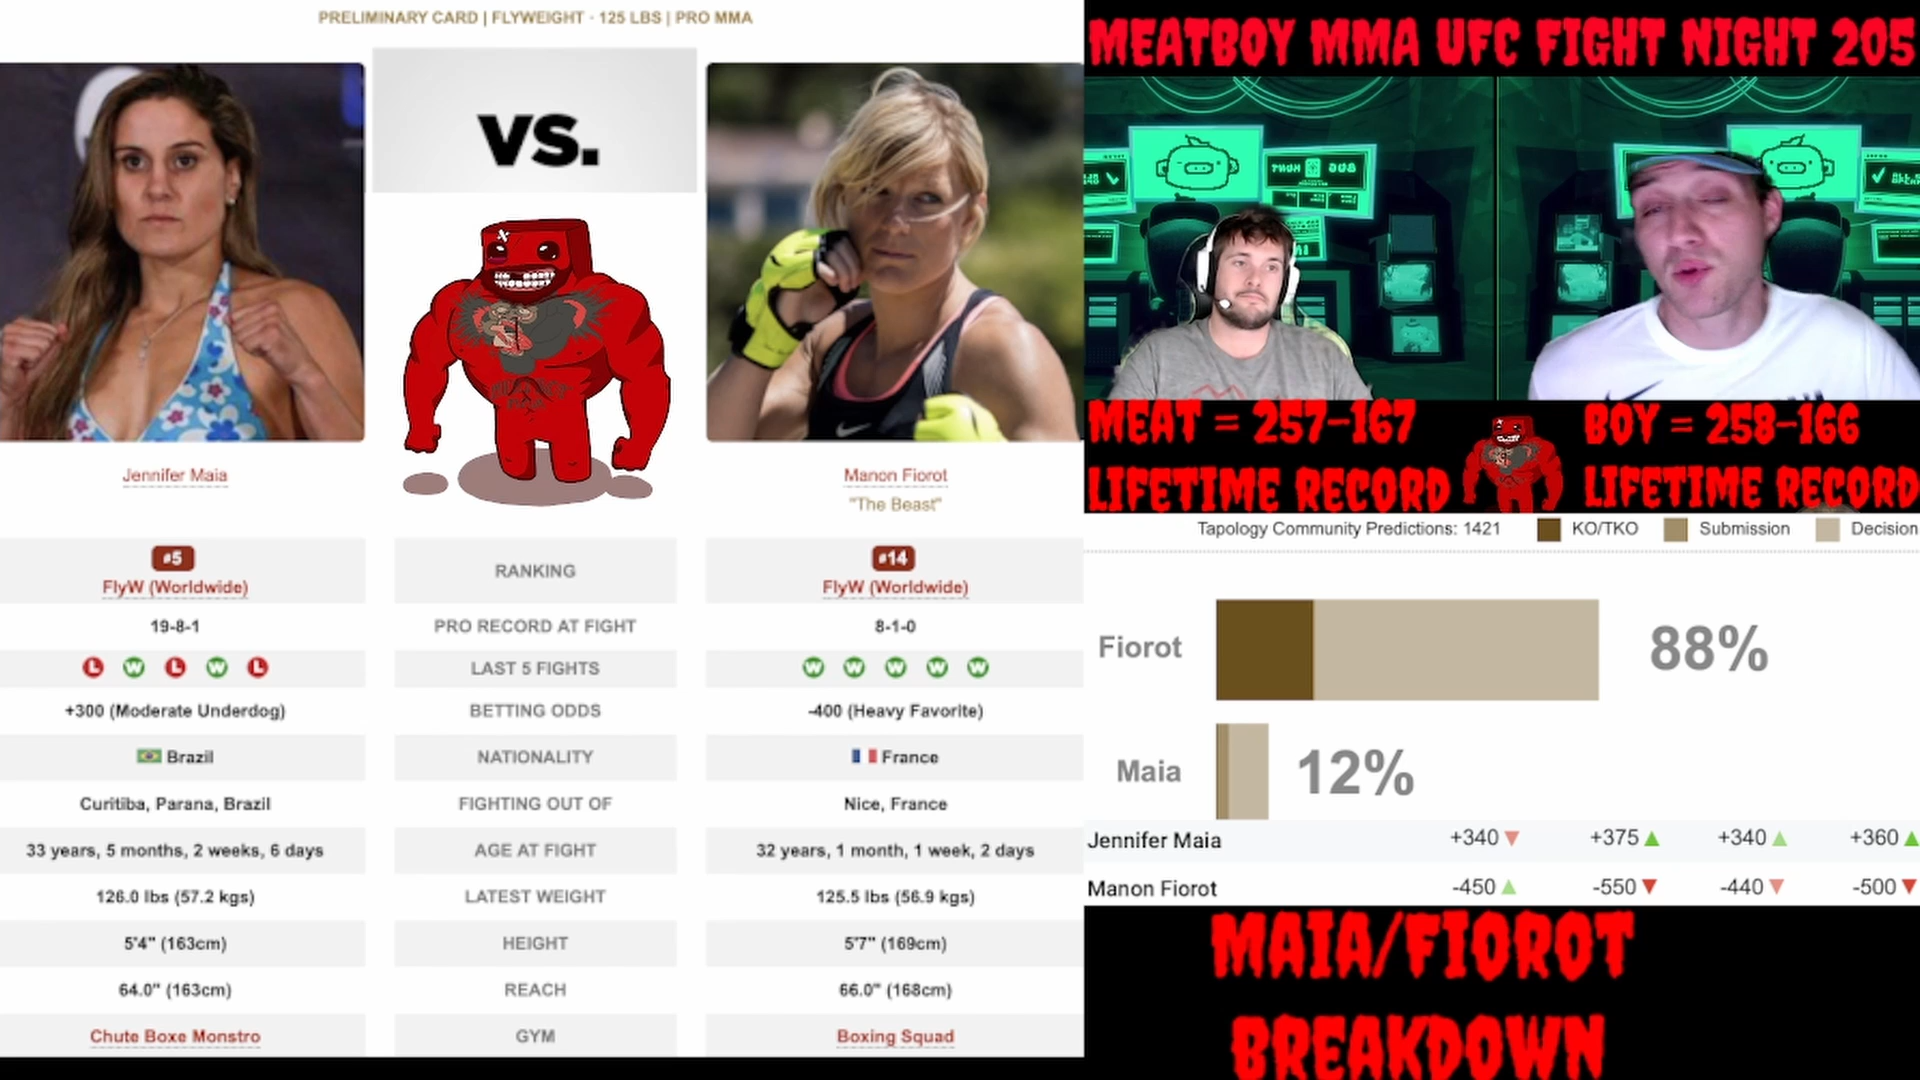 PRELIMINARY CARD | FLYWEIGHT · 125 LBS | PRO MMA
VS.
Jennifer Maia
Manon Fiorot
"The Beast"
#5
FlyW (Worldwide)
RANKING
#14
FlyW (Worldwide)
19-8-1
PRO RECORD AT FIGHT
8-1-0
L W L W L
LAST 5 FIGHTS
W W W W W
+300 (Moderate Underdog)
BETTING ODDS
-400 (Heavy Favorite)
Brazil
NATIONALITY
France
Curitiba, Parana, Brazil
FIGHTING OUT OF
Nice, France
33 years, 5 months, 2 weeks, 6 days
AGE AT FIGHT
32 years, 1 month, 1 week, 2 days
126.0 lbs (57.2 kgs)
LATEST WEIGHT
125.5 lbs (56.9 kgs)
5'4" (163cm)
HEIGHT
5'7" (169cm)
64.0" (163cm)
REACH
66.0" (168cm)
Chute Boxe Monstro
GYM
Boxing Squad
MEATBOY MMA UFC FIGHT NIGHT 205
MEAT = 257-167
LIFETIME RECORD
BOY = 258-166
LIFETIME RECORD
Tapology Community Predictions: 1421
KO/TKO
Submission
Decision
Fiorot
88%
Maia
12%
Jennifer Maia +340 +375 +340 +360
Manon Fiorot -450 -550 -440 -500
MAIA/FIOROT
BREAKDOWN